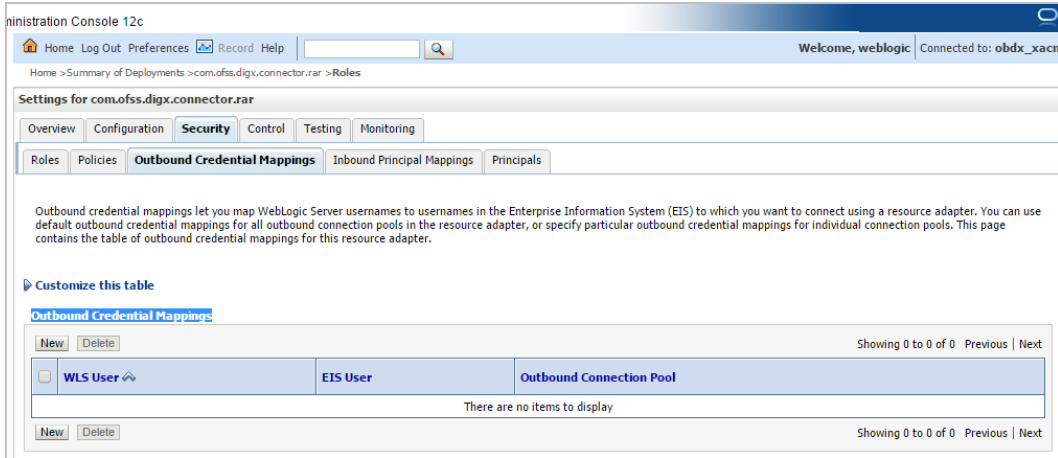 ninistration Console 12c
Home Log Out Preferences Record Help
Welcome, weblogic Connected to: obdx_xacm
Home >Summary of Deployments >com.ofss.digx.connector.rar >Roles
Settings for com.ofss.digx.connector.rar
Overview Configuration Security Control Testing Monitoring
Roles Policies Outbound Credential Mappings Inbound Principal Mappings Principals
Outbound credential mappings let you map WebLogic Server usernames to usernames in the Enterprise Information System (EIS) to which you want to connect using a resource adapter. You can use
default outbound credential mappings for all outbound connection pools in the resource adapter, or specify particular outbound credential mappings for individual connection pools. This page
contains the table of outbound credential mappings for this resource adapter.
Customize this table
Outbound Credential Mappings
New Delete Showing 0 to 0 of 0 Previous | Next
WLS User EIS User Outbound Connection Pool
There are no items to display
New Delete Showing 0 to 0 of 0 Previous | Next